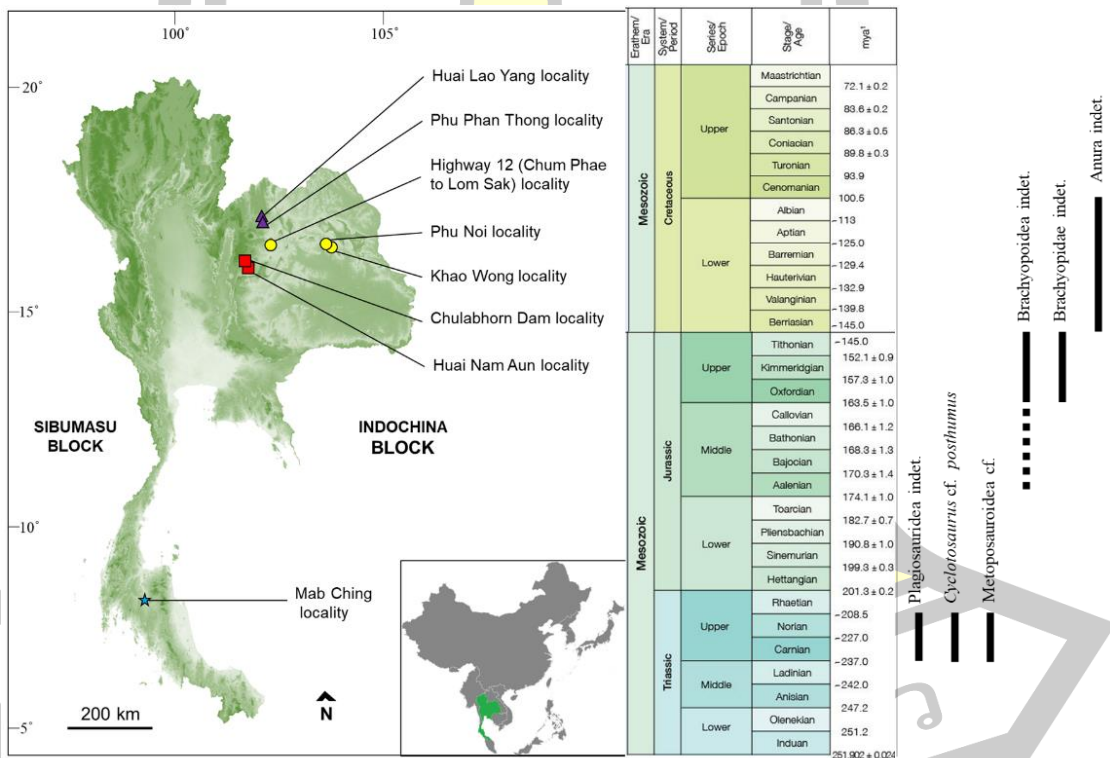 100°
105°
20°
15°
10°
5°
Huai Lao Yang locality
Phu Phan Thong locality
Highway 12 (Chum Phae
to Lom Sak) locality
Phu Noi locality
Khao Wong locality
Chulabhorn Dam locality
Huai Nam Aun locality
SIBUMASU
BLOCK
INDOCHINA
BLOCK
Mab Ching
locality
200 km
N
Erathem/
Era
System/
Period
Series/
Epoch
Stage/
Age
mya¹
Mesozoic
Cretaceous
Upper
Maastrichtian
72.1 ± 0.2
Campanian
83.6 ± 0.2
Santonian
86.3 ± 0.5
Coniacian
89.8 ± 0.3
Turonian
93.9
Cenomanian
100.5
Lower
Albian
~113
Aptian
~125.0
Barremian
~129.4
Hauterivian
~132.9
Valanginian
~139.8
Berriasian
~145.0
Mesozoic
Jurassic
Upper
~145.0
Tithonian
152.1 ± 0.9
Kimmeridgian
157.3 ± 1.0
Oxfordian
163.5 ± 1.0
Middle
Callovian
166.1 ± 1.2
Bathonian
168.3 ± 1.3
Bajocian
170.3 ± 1.4
Aalenian
174.1 ± 1.0
Lower
Toarcian
182.7 ± 0.7
Pliensbachian
190.8 ± 1.0
Sinemurian
199.3 ± 0.3
Hettangian
201.3 ± 0.2
Triassic
Upper
Rhaetian
~208.5
Norian
~227.0
Carnian
~237.0
Middle
Ladinian
~242.0
Anisian
247.2
Lower
Olenekian
251.2
Induan
251.902 ± 0.024
Plagiosauridea indet.
Cyclotosaurus cf. posthumus
Metoposauroidea cf.
Brachyopoidea indet.
Brachyopidae indet.
Anura indet.